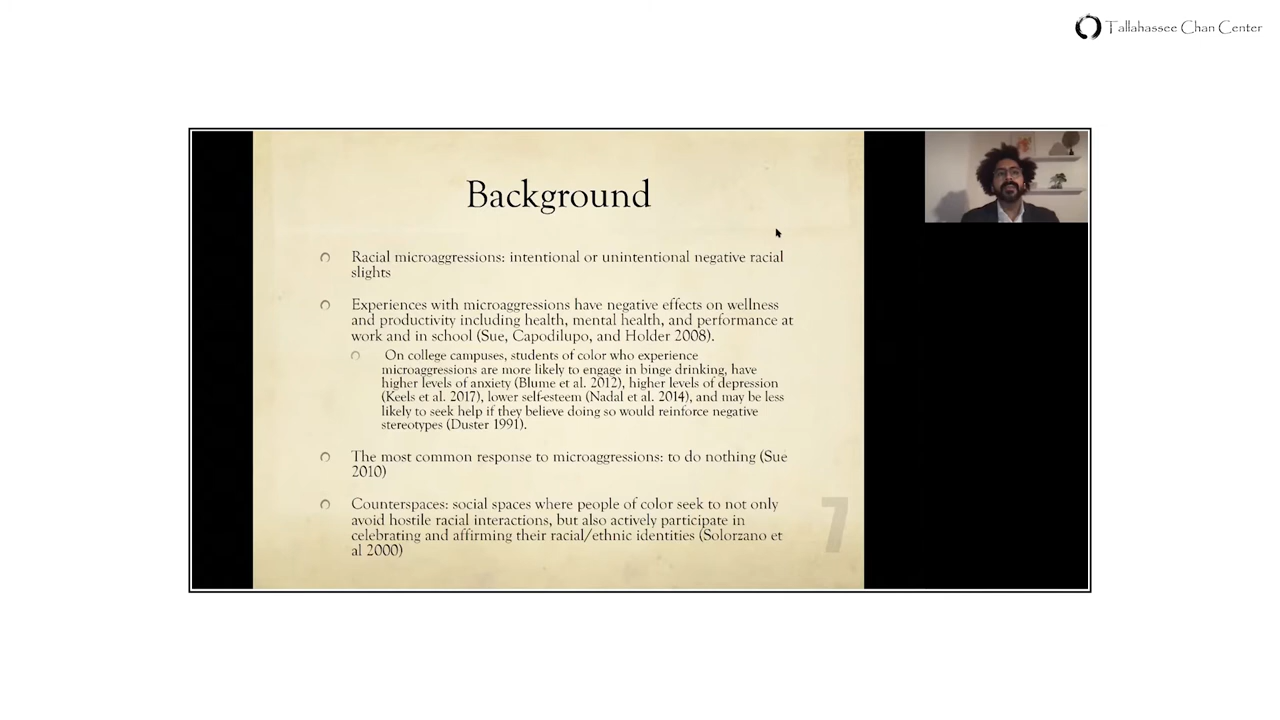 Tallahassee Chan Center
Background
Racial microaggressions: intentional or unintentional negative racial
slights
Experiences with microaggressions have negative effects on wellness
and productivity including health, mental health, and performance at
work and in school (Sue, Capodilupo, and Holder 2008).
On college campuses, students of color who experience
microaggressions are more likely to engage in binge drinking, have
higher levels of anxiety (Blume et al. 2012), higher levels of depression
(Keels et al. 2017), lower self-esteem (Nadal et al. 2014), and may be less
likely to seek help if they believe doing so would reinforce negative
stereotypes (Duster 1991).
The most common response to microaggressions: to do nothing (Sue
2010)
Counterspaces: social spaces where people of color seek to not only
avoid hostile racial interactions, but also actively participate in
celebrating and affirming their racial/ethnic identities (Solorzano et
al 2000)
7